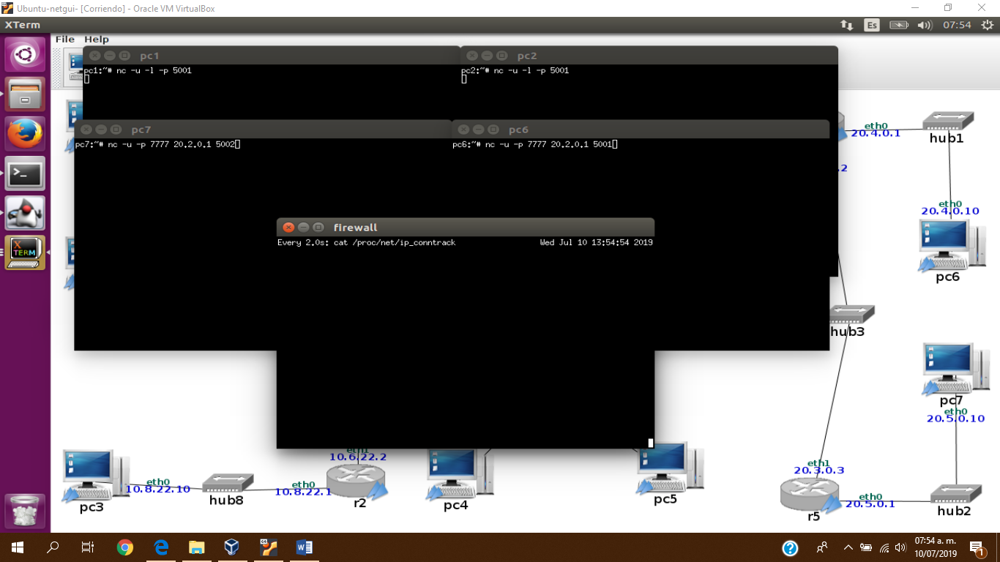 Ubuntu-netgui- [Corriendo] - Oracle VM VirtualBox
XTerm
Es
07:54
File Help
pc1
pc2
pc1:~# nc -u -l -p 5001
pc2:~# nc -u -l -p 5001
pc7
pc6
pc7:~# nc -u -p 7777 20.2.0.1 5002
pc6:~# nc -u -p 7777 20.2.0.1 5001
firewall
Every 2.0s: cat /proc/net/ip_conntrack
Wed Jul 10 13:54:54 2019
eth0
20.4.0.1
hub1
.2
eth0
20.4.0.10
pc6
hub3
pc7
eth0
20.5.0.10
eth1
20.3.0.3
r5
eth0
20.5.0.1
hub2
pc3
eth0
10.8.22.10
hub8
eth0
10.8.22.1
eth1
10.6.22.2
r2
pc4
pc5
X
TERM
07:54 a. m.
10/07/2019
1